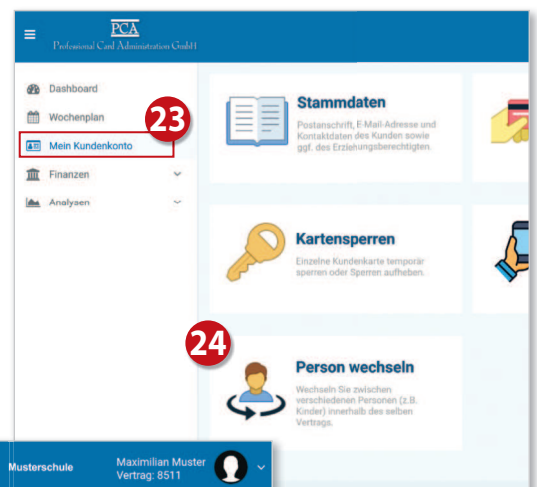 PCA
Professional Card Administration GmbH
Dashboard
Wochenplan
23
Mein Kundenkonto
Finanzen
Analysen
Stammdaten
Postanschrift, E-Mail-Adresse und
Kontaktdaten des Kunden sowie
ggf. des Erziehungsberechtigten.
Kartensperren
Einzelne Kundenkarte temporär
sperren oder Sperren aufheben.
24
Person wechseln
Wechseln Sie zwischen
verschiedenen Personen (z.B.
Kinder) innerhalb des selben
Vertrags.
Musterschule
Maximilian Muster
Vertrag: 8511